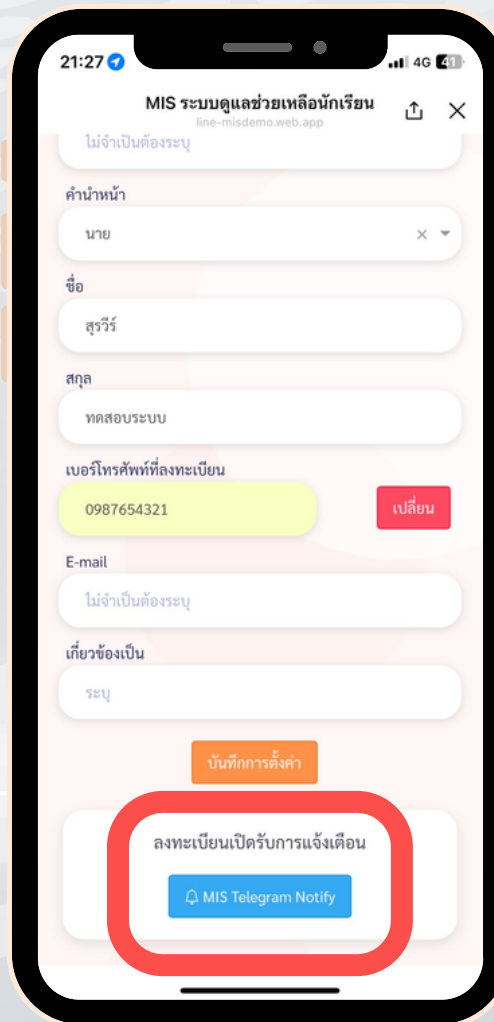 21:27
4G 41
MIS ระบบดูแลช่วยเหลือนักเรียน
line-misdemo.web.app
ไม่จำเป็นต้องระบุ
คำนำหน้า
นาย
ชื่อ
สุรวีร์
สกุล
ทดสอบระบบ
เบอร์โทรศัพท์ที่ลงทะเบียน
0987654321
เปลี่ยน
E-mail
ไม่จำเป็นต้องระบุ
เกี่ยวข้องเป็น
ระบุ
บันทึกการตั้งค่า
ลงทะเบียนเปิดรับการแจ้งเตือน
MIS Telegram Notify